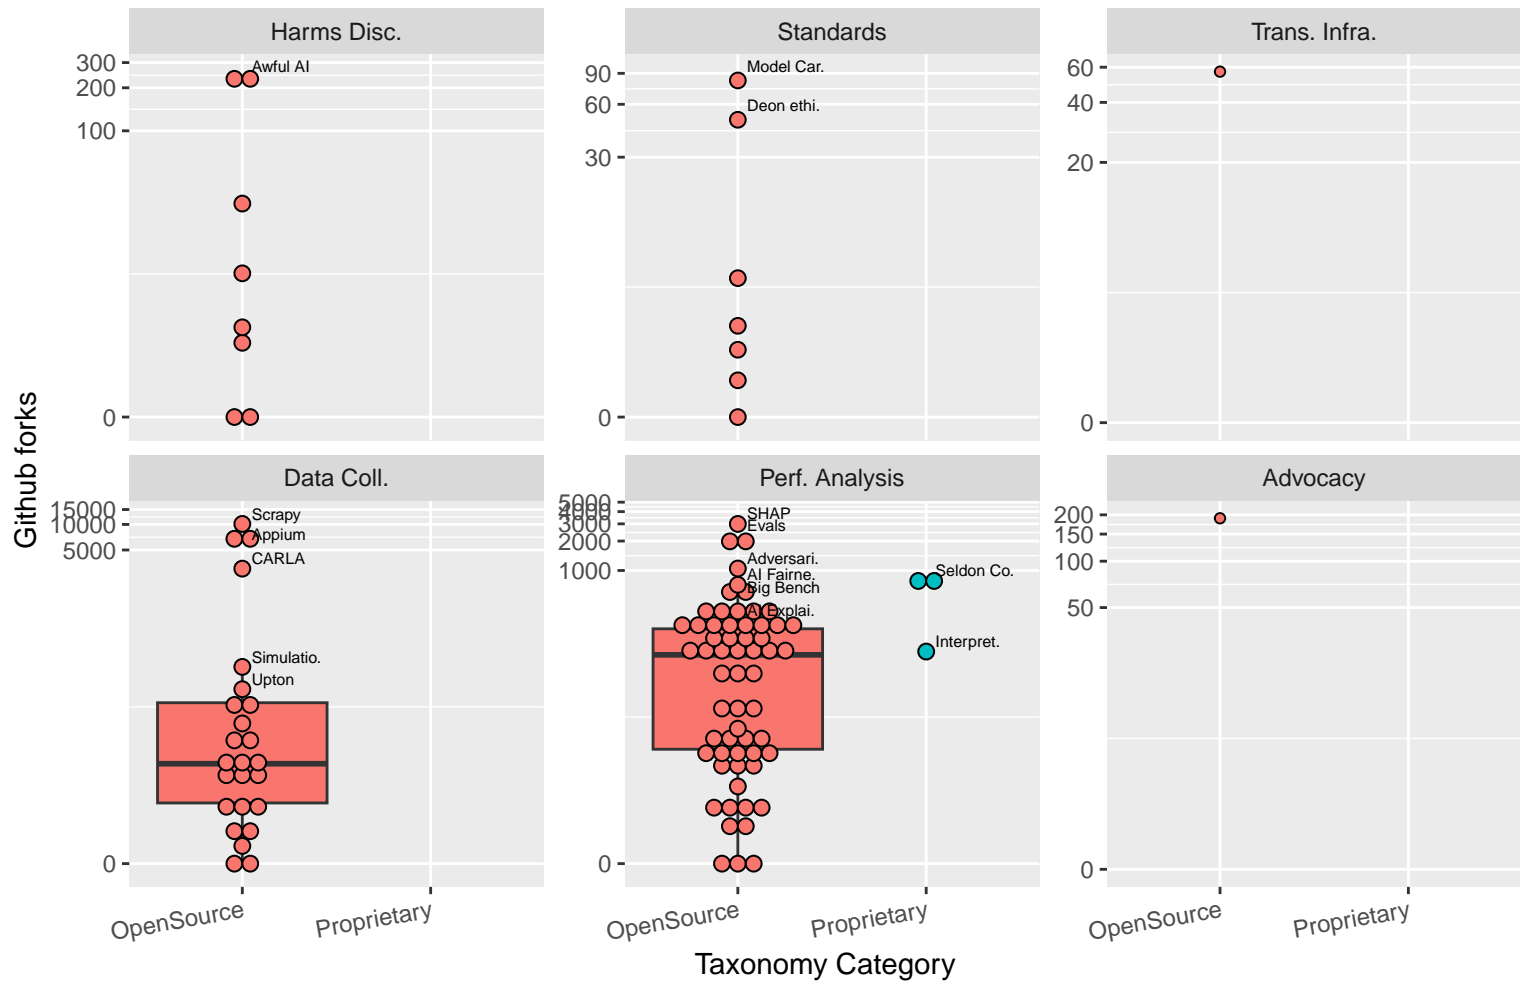 Harms Disc.
Standards
Trans. Infra.
300
200
100
0
Awful AI
90
60
30
0
Model Car.
Deon ethi.
60
40
20
0
Github forks
Data Coll.
Perf. Analysis
Advocacy
15000
10000
5000
0
Scrapy
Appium
CARLA
Simulatio.
Upton
5000
4000
3000
2000
1000
0
SHAP
Evals
Adversari.
AI Fairne.
Big Bench
AI Explai.
Seldon Co.
Interpret.
200
150
100
50
0
OpenSource
Proprietary
OpenSource
Proprietary
OpenSource
Proprietary
Taxonomy Category